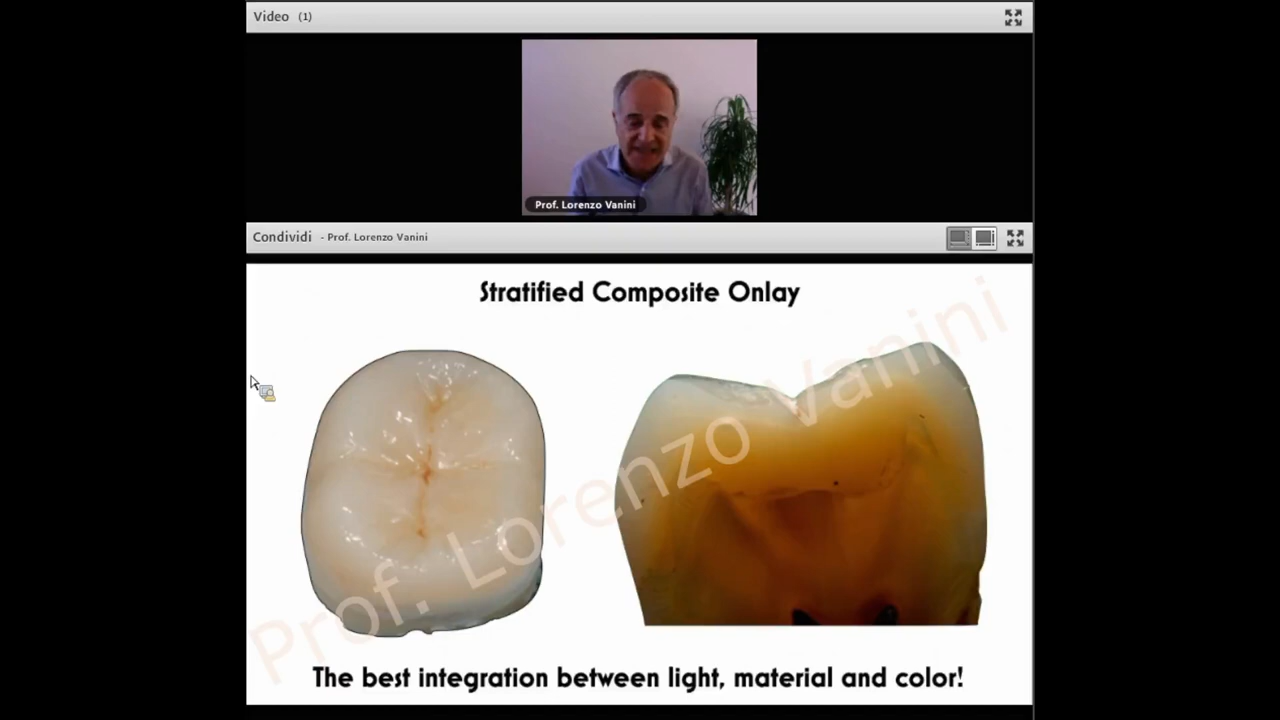 Video (1)
Prof. Lorenzo Vanini
Condividi - Prof. Lorenzo Vanini
Stratified Composite Onlay
Prof. Lorenzo Vanini
The best integration between light, material and color!